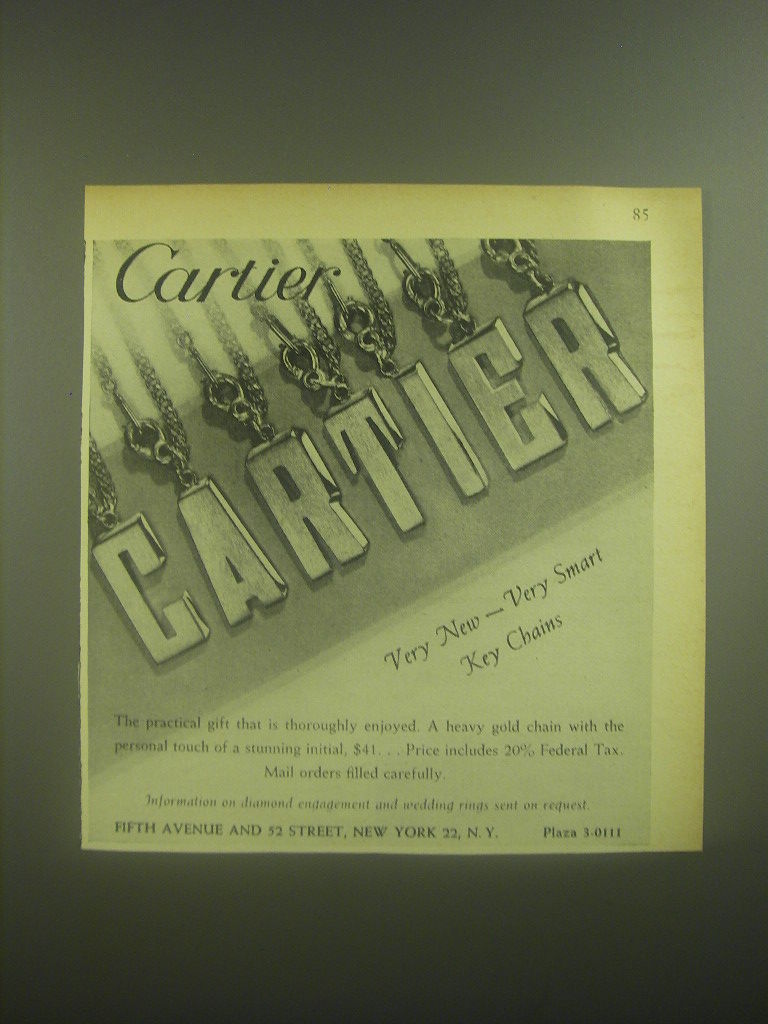 85
Cartier
CARTIER
Very New—Very Smart
Key Chains
The practical gift that is thoroughly enjoyed. A heavy gold chain with the
personal touch of a stunning initial, $41. . . Price includes 20% Federal Tax.
Mail orders filled carefully.
Information on diamond engagement and wedding rings sent on request.
FIFTH AVENUE AND 52 STREET, NEW YORK 22, N. Y. Plaza 3-0111